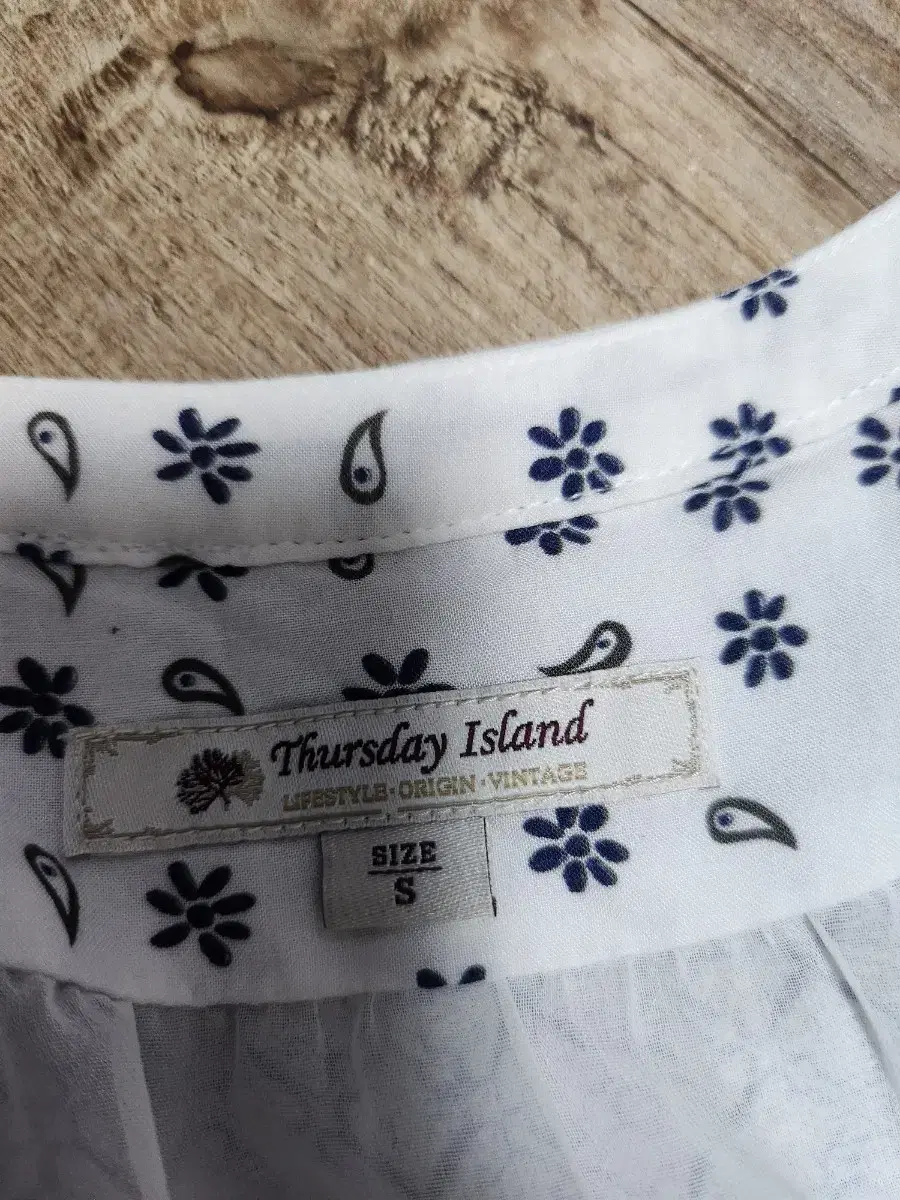 Thursday Island
LIFESTYLE · ORIGIN · VINTAGE
SIZE
S